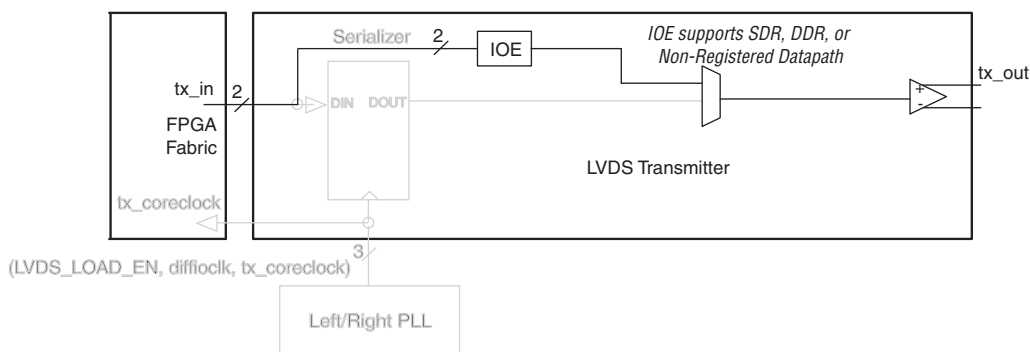 Serializer
2
IOE
IOE supports SDR, DDR, or
Non-Registered Datapath
tx_in
2
DIN
DOUT
+
-
tx_out
FPGA
Fabric
LVDS Transmitter
tx_coreclock
3
(LVDS_LOAD_EN, diffioclk, tx_coreclock)
Left/Right PLL